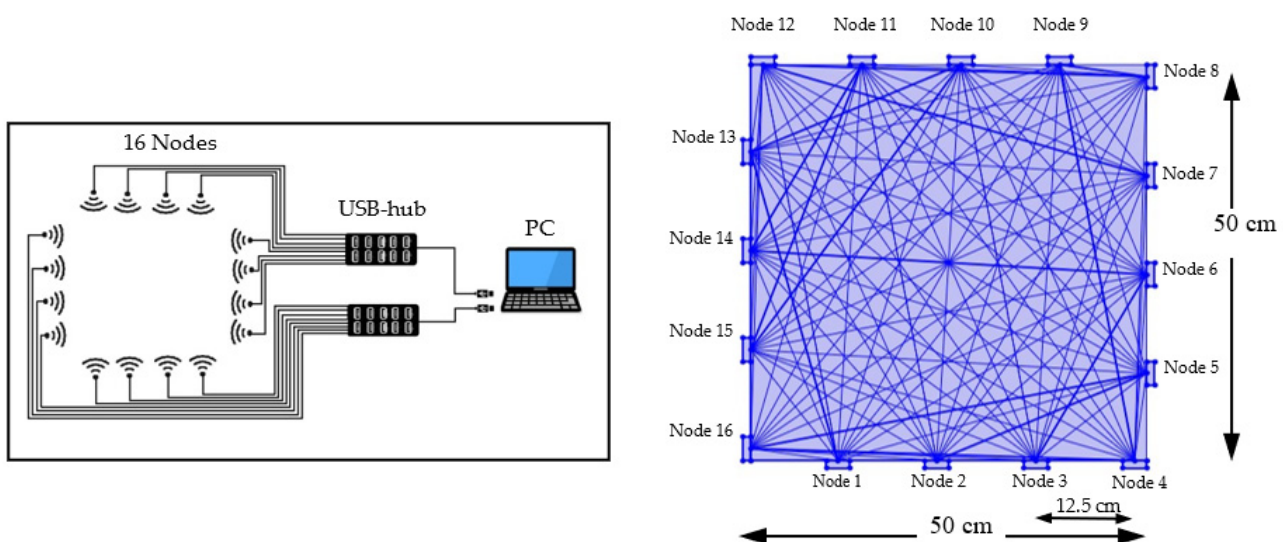 16 Nodes
USB-hub
PC
Node 12
Node 11
Node 10
Node 9
Node 8
Node 13
Node 7
50 cm
Node 14
Node 6
Node 15
Node 5
Node 16
Node 1
Node 2
Node 3
Node 4
12.5 cm
50 cm